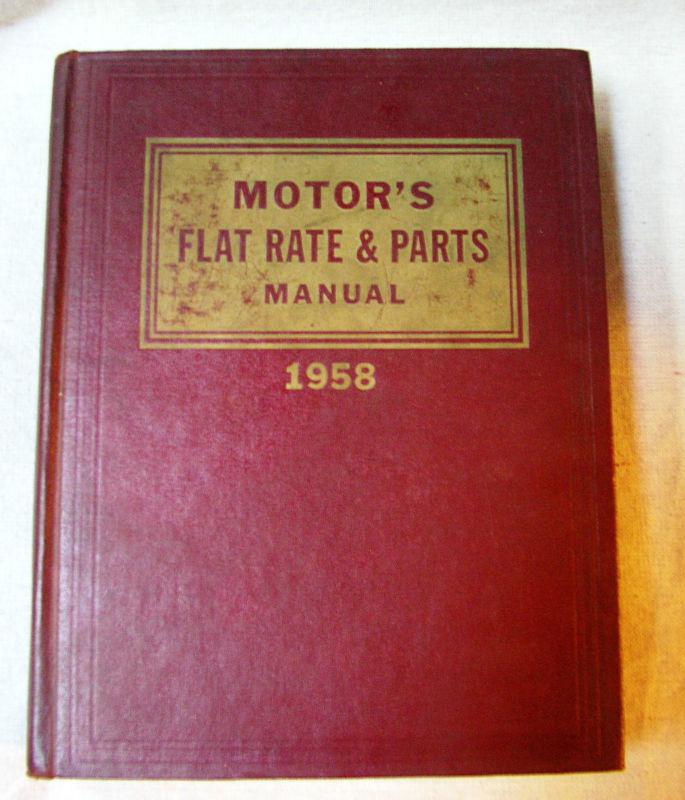 MOTOR'S
FLAT RATE & PARTS
MANUAL
1958